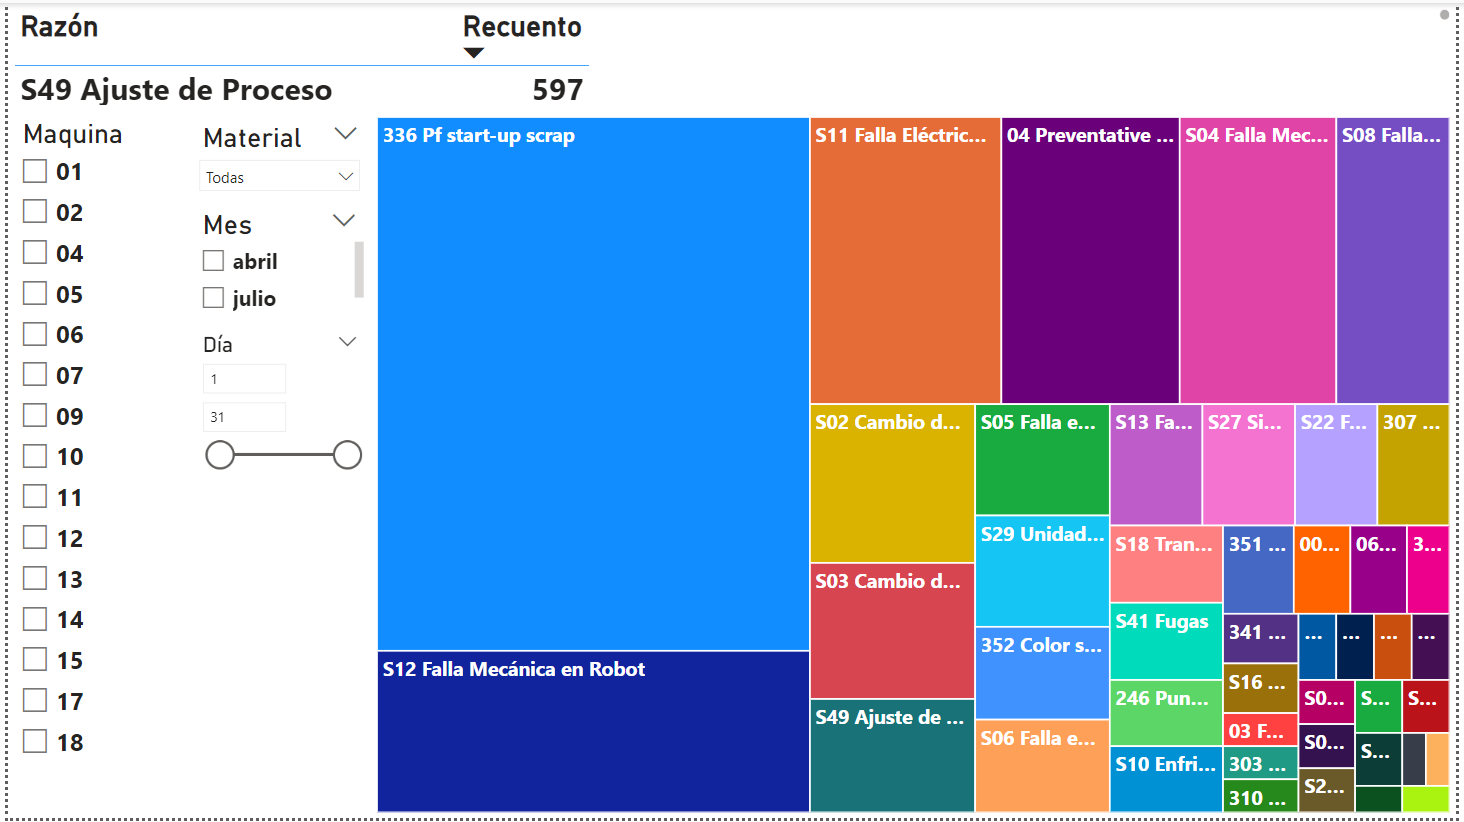 Razón Recuento
S49 Ajuste de Proceso 597
Maquina
01
02
04
05
06
07
09
10
11
12
13
14
15
17
18
Material
Todas
Mes
abril
julio
Día
1
31
336 Pf start-up scrap
S12 Falla Mecánica en Robot
S11 Falla Eléctric...
04 Preventative ...
S04 Falla Mec...
S08 Falla...
S02 Cambio d...
S03 Cambio d...
S49 Ajuste de ...
S05 Falla e...
S29 Unidad...
352 Color s...
S06 Falla e...
S13 Fa...
S27 Si...
S22 F...
307 ...
S18 Tran...
S41 Fugas
246 Pun...
S10 Enfri...
351 ...
00...
06...
3...
341 ...
S16 ...
03 F...
303 ...
310 ...
...
...
...
...
S0...
S0...
S2...
S...
S...
S...